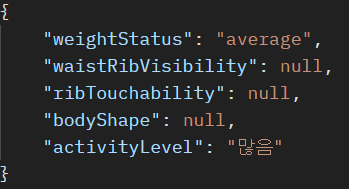 {
    "weightStatus": "average",
    "waistRibVisibility": null,
    "ribTouchability": null,
    "bodyShape": null,
    "activityLevel": "많음"
}